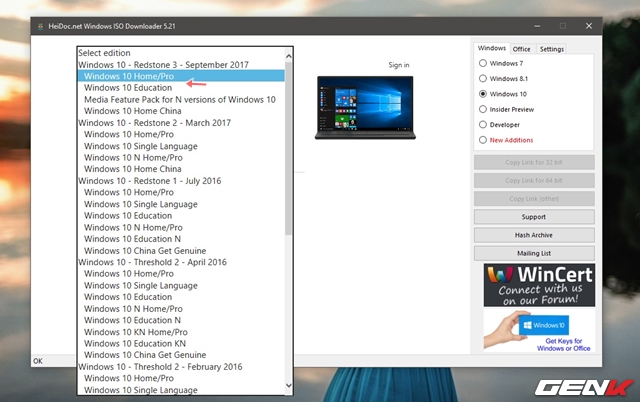 HeiDoc.net Windows ISO Downloader 5.21
Select edition
Windows 10 - Redstone 3 - September 2017
Windows 10 Home/Pro
Windows 10 Education
Media Feature Pack for N versions of Windows 10
Windows 10 Home China
Windows 10 - Redstone 2 - March 2017
Windows 10 Home/Pro
Windows 10 Single Language
Windows 10 N Home/Pro
Windows 10 Home China
Windows 10 - Redstone 1 - July 2016
Windows 10 Home/Pro
Windows 10 Single Language
Windows 10 Education
Windows 10 N Home/Pro
Windows 10 Education N
Windows 10 China Get Genuine
Windows 10 - Threshold 2 - April 2016
Windows 10 Home/Pro
Windows 10 Single Language
Windows 10 Education
Windows 10 N Home/Pro
Windows 10 Education N
Windows 10 KN Home/Pro
Windows 10 Education KN
Windows 10 China Get Genuine
Windows 10 - Threshold 2 - February 2016
Windows 10 Home/Pro
Windows 10 Single Language
OK
Sign in
Windows Office Settings
Windows 7
Windows 8.1
Windows 10
Insider Preview
Developer
New Additions
Copy Link for 32 bit
Copy Link for 64 bit
Copy Link (other)
Support
Hash Archive
Mailing List
WinCert
Connect with us
on our Forum!
Windows 10
Get Keys for
Windows or Office
GENK